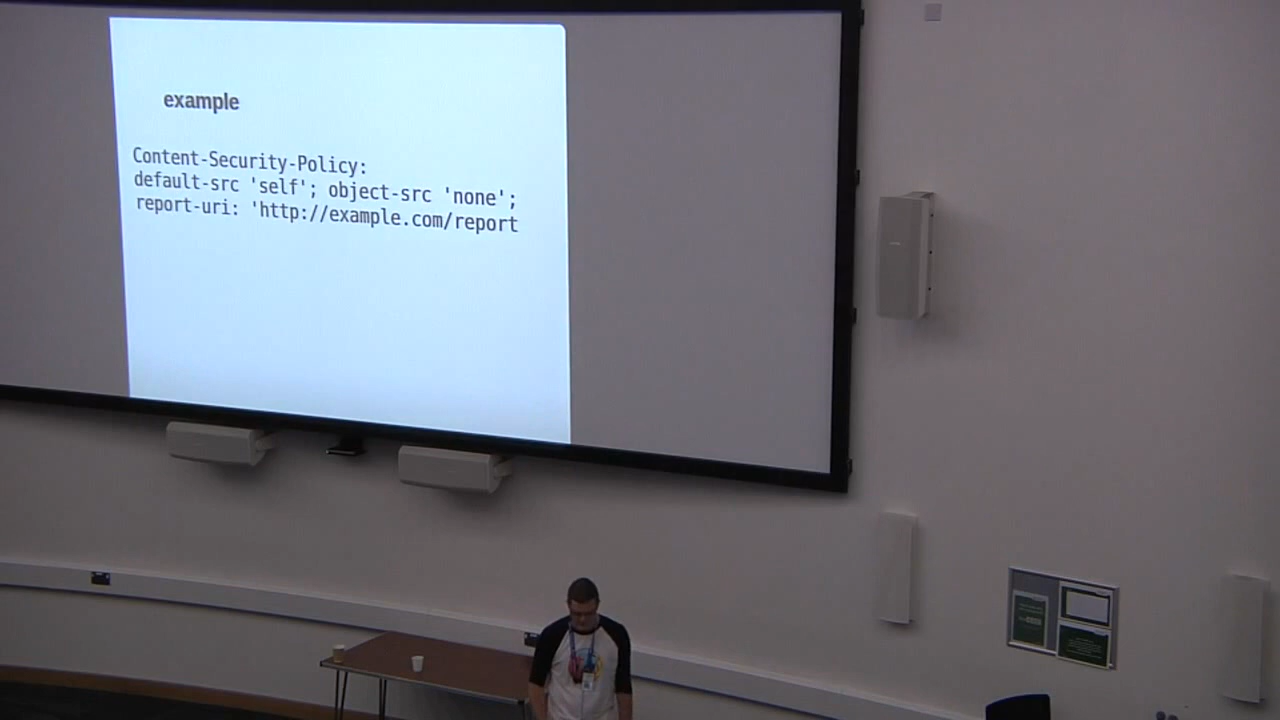 example
Content-Security-Policy:
default-src 'self'; object-src 'none';
report-uri: 'http://example.com/report